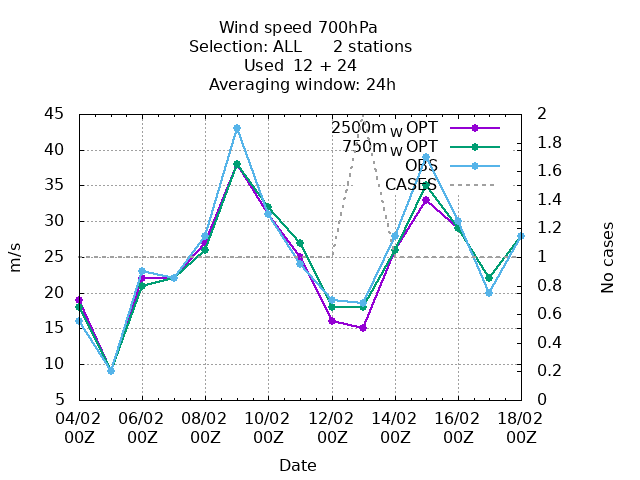 Wind speed 700hPa
Selection: ALL 2 stations
Used 12 + 24
Averaging window: 24h
45
40
35
30
25
20
15
10
5
2
1.8
1.6
1.4
1.2
1
0.8
0.6
0.4
0.2
0
2500m W OPT
750m W OPT
OBS
CASES
m/s
No cases
04/02 06/02 08/02 10/02 12/02 14/02 16/02 18/02
00Z 00Z 00Z 00Z 00Z 00Z 00Z 00Z
Date